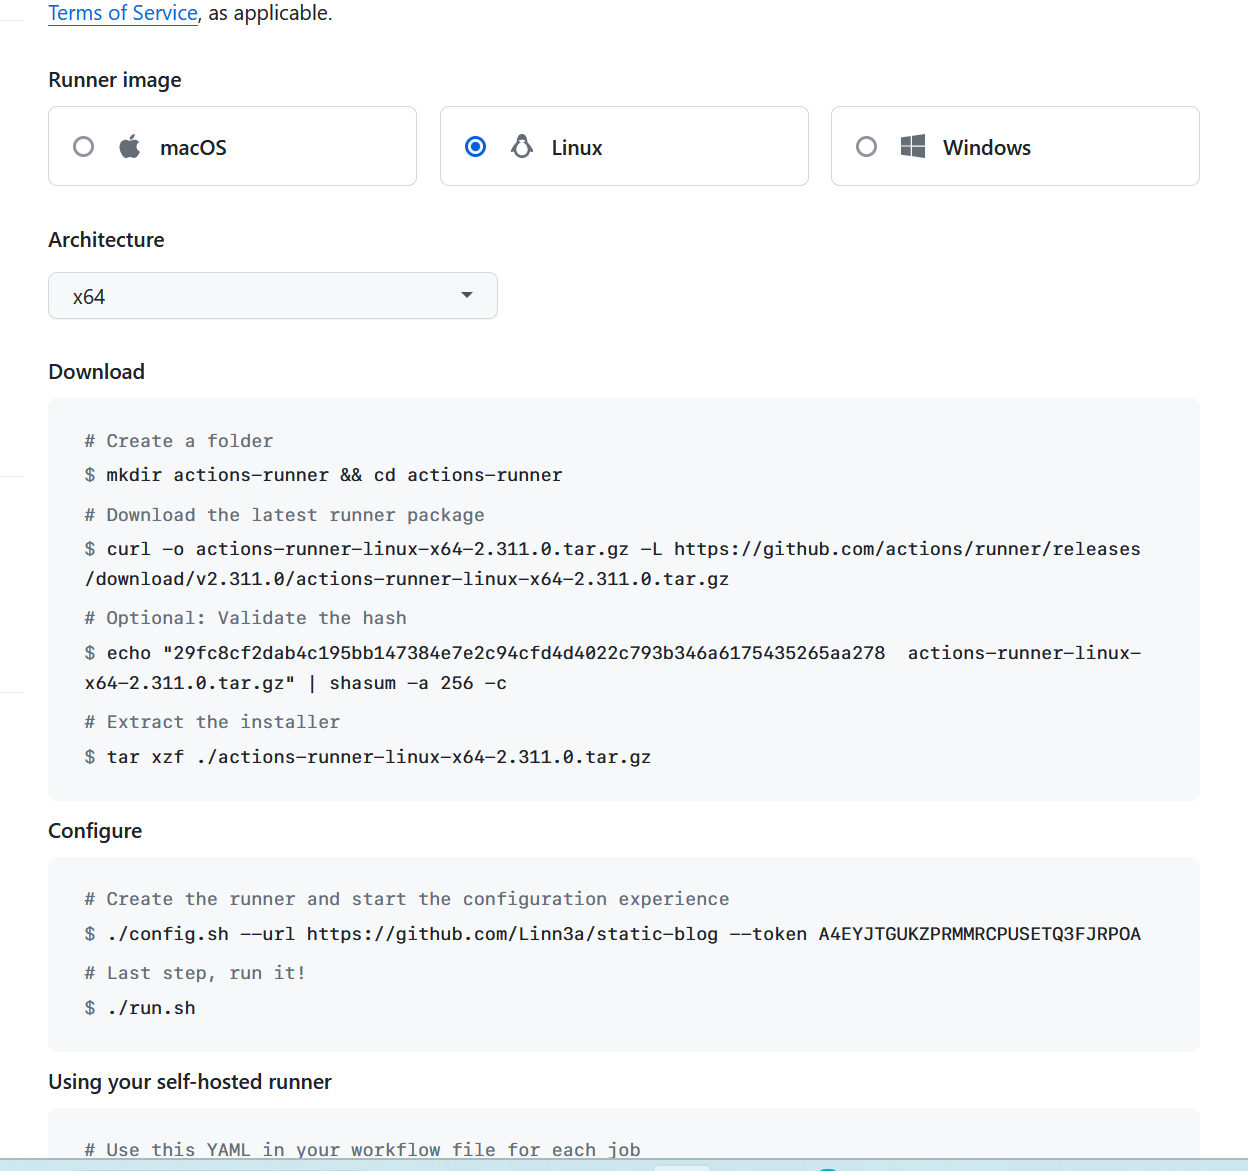 Terms of Service, as applicable.
Runner image
macOS
Linux
Windows
Architecture
x64
Download
# Create a folder
$ mkdir actions-runner && cd actions-runner
# Download the latest runner package
$ curl -o actions-runner-linux-x64-2.311.0.tar.gz -L https://github.com/actions/runner/releases
/download/v2.311.0/actions-runner-linux-x64-2.311.0.tar.gz
# Optional: Validate the hash
$ echo "29fc8cf2dab4c195bb147384e7e2c94cfd4d4022c793b346a6175435265aa278  actions-runner-linux-
x64-2.311.0.tar.gz" | shasum -a 256 -c
# Extract the installer
$ tar xzf ./actions-runner-linux-x64-2.311.0.tar.gz
Configure
# Create the runner and start the configuration experience
$ ./config.sh --url https://github.com/Linn3a/static-blog --token A4EYJTGUKZPRMMRCPUSETQ3FJRPOA
# Last step, run it!
$ ./run.sh
Using your self-hosted runner
# Use this YAML in your workflow file for each job